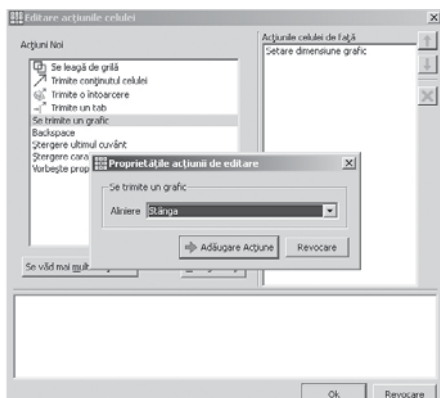 Editare acțiunile celulei
Acțiuni Noi
Se leagă de grilă
Trimite conținutul celulei
Trimite o întoarcere
Trimite un tab
Se trimite un grafic
Backspace
Ștergere ultimul cuvânt
Ștergere cara
Vorbește prop
Acțiunile celulei de față
Setare dimensiune grafic
Proprietățile acțiunii de editare
Se trimite un grafic
Aliniere Stânga
Adăugare Acțiune Revocare
Se văd mai mult
Ok Revocare